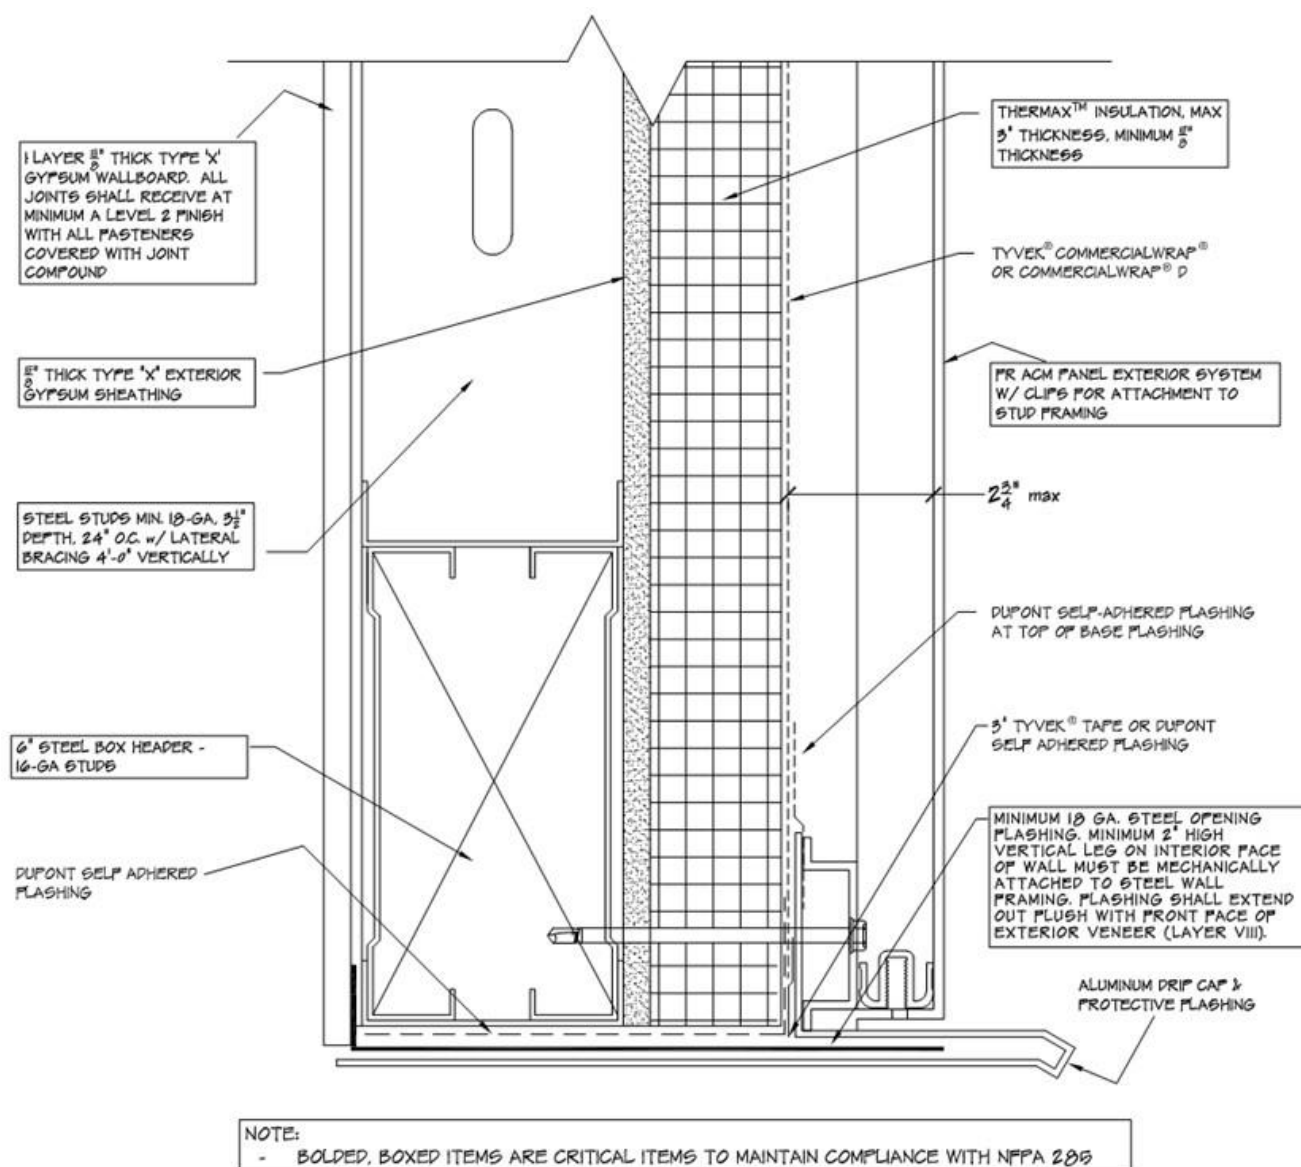 1 LAYER 5/8" THICK TYPE 'X'
GYPSUM WALLBOARD. ALL
JOINTS SHALL RECEIVE AT
MINIMUM A LEVEL 2 FINISH
WITH ALL FASTENERS
COVERED WITH JOINT
COMPOUND
5/8" THICK TYPE "X" EXTERIOR
GYPSUM SHEATHING
STEEL STUDS MIN. 18-GA, 3 1/2"
DEPTH, 24" O.C. w/ LATERAL
BRACING 4'-0" VERTICALLY
6" STEEL BOX HEADER -
16-GA STUDS
DUPONT SELF ADHERED
FLASHING
THERMAX™ INSULATION, MAX
3" THICKNESS, MINIMUM 5/8"
THICKNESS
TYVEK® COMMERCIALWRAP®
OR COMMERCIALWRAP® D
FR ACM PANEL EXTERIOR SYSTEM
W/ CLIPS FOR ATTACHMENT TO
STUD FRAMING
2 3/4" max
DUPONT SELF-ADHERED FLASHING
AT TOP OF BASE FLASHING
3" TYVEK® TAPE OR DUPONT
SELF ADHERED FLASHING
MINIMUM 18 GA. STEEL OPENING
FLASHING. MINIMUM 2" HIGH
VERTICAL LEG ON INTERIOR FACE
OF WALL MUST BE MECHANICALLY
ATTACHED TO STEEL WALL
FRAMING. FLASHING SHALL EXTEND
OUT FLUSH WITH FRONT FACE OF
EXTERIOR VENEER (LAYER VIII).
ALUMINUM DRIP CAP &
PROTECTIVE FLASHING
NOTE:
- BOLDED, BOXED ITEMS ARE CRITICAL ITEMS TO MAINTAIN COMPLIANCE WITH NFPA 285